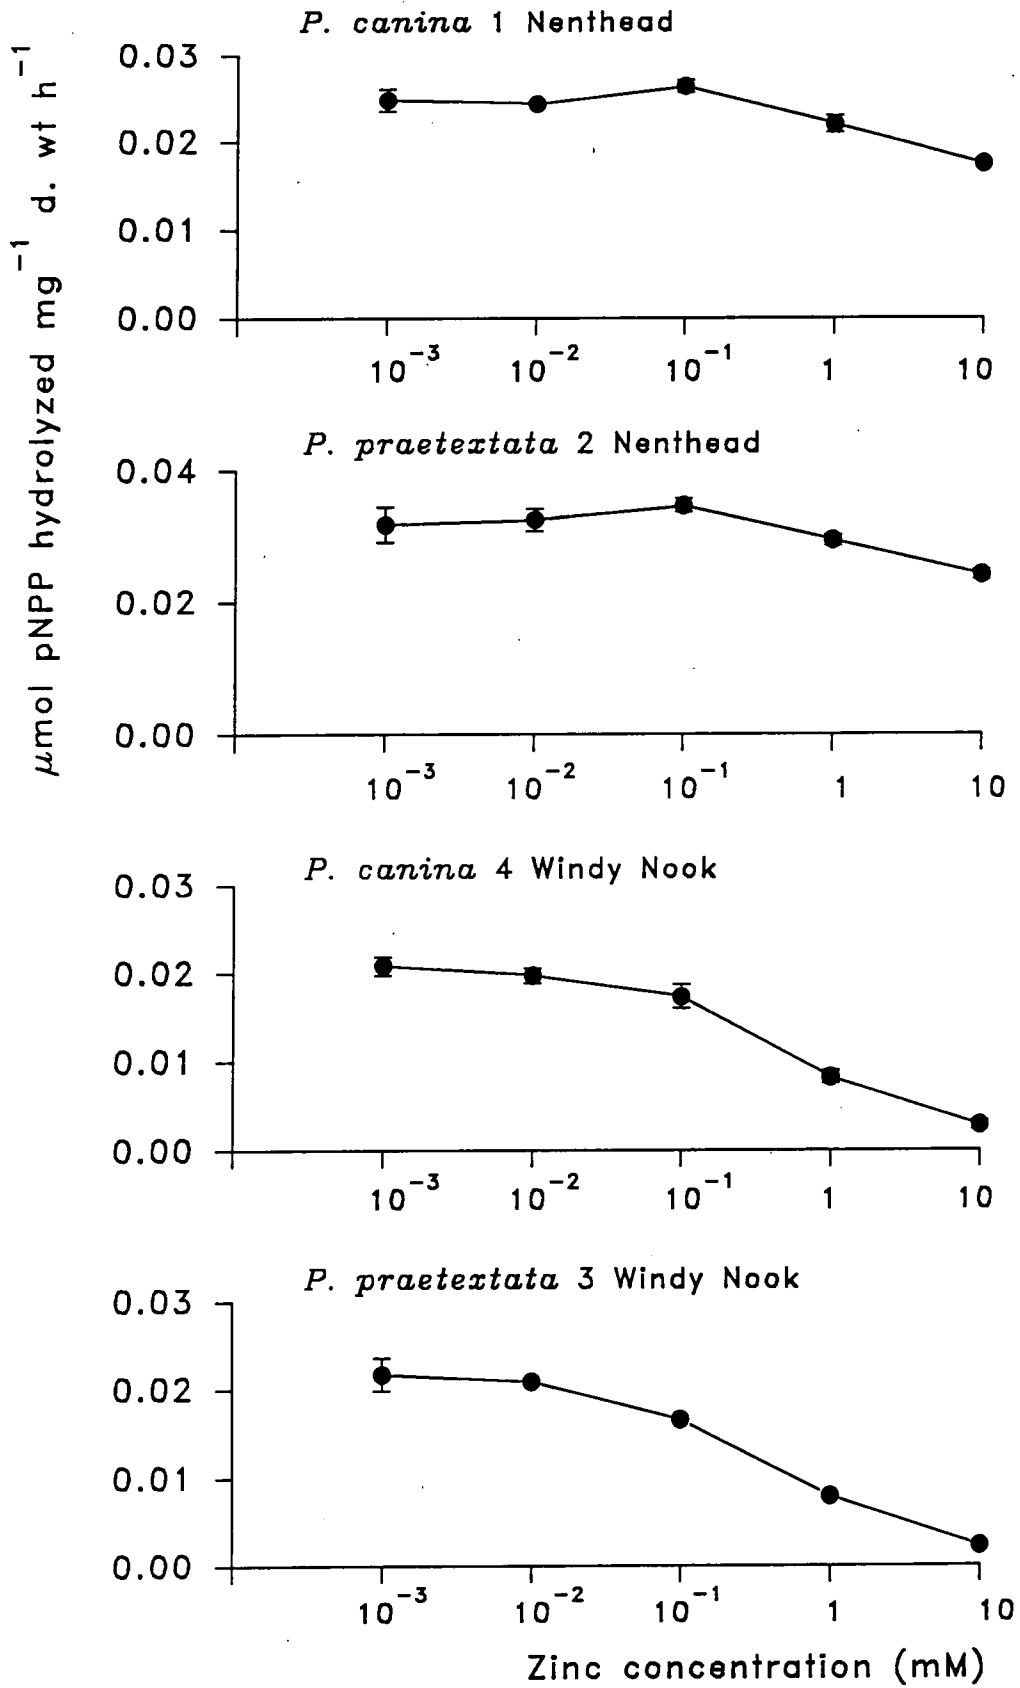 P. canina 1 Nenthead
μmol pNPP hydrolyzed mg⁻¹ d. wt h⁻¹
0.03
0.02
0.01
0.00
10⁻³ 10⁻² 10⁻¹ 1 10
P. praetextata 2 Nenthead
0.04
0.02
0.00
10⁻³ 10⁻² 10⁻¹ 1 10
P. canina 4 Windy Nook
0.03
0.02
0.01
0.00
10⁻³ 10⁻² 10⁻¹ 1 10
P. praetextata 3 Windy Nook
0.03
0.02
0.01
0.00
10⁻³ 10⁻² 10⁻¹ 1 10
Zinc concentration (mM)